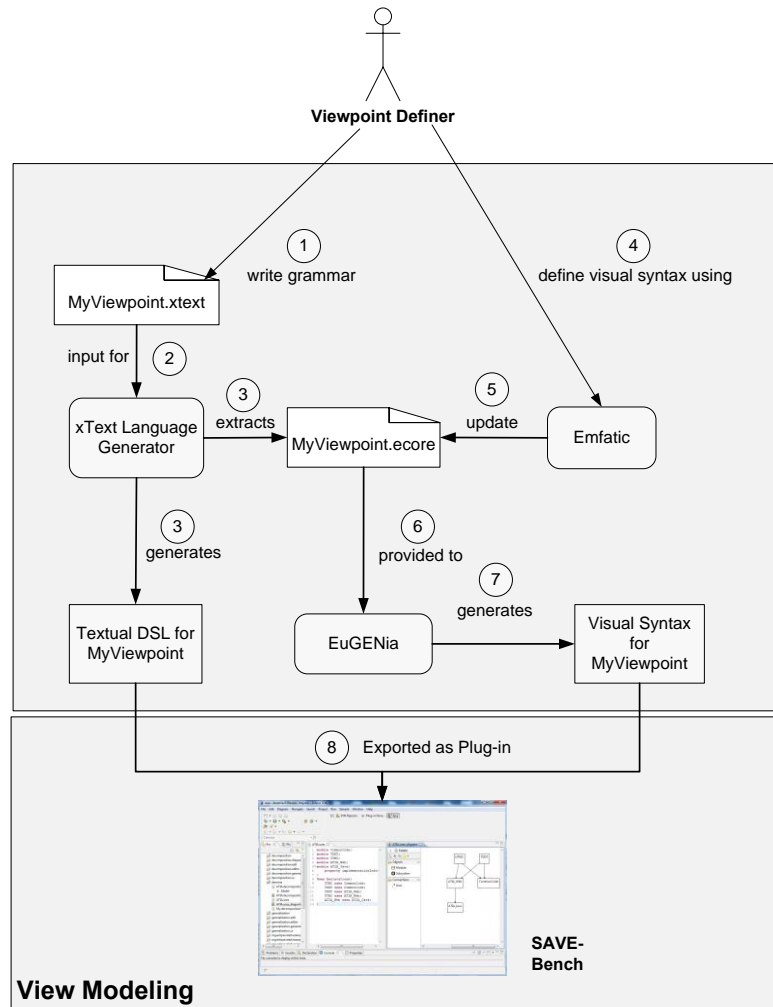 Viewpoint Definer
1
write grammar
4
define visual syntax using
MyViewpoint.xtext
input for
2
xText Language
Generator
3
extracts
MyViewpoint.ecore
5
update
Emfatic
3
generates
6
provided to
7
generates
Textual DSL for
MyViewpoint
EuGENia
Visual Syntax
for
MyViewpoint
8
Exported as Plug-in
SAVE-
Bench
View Modeling